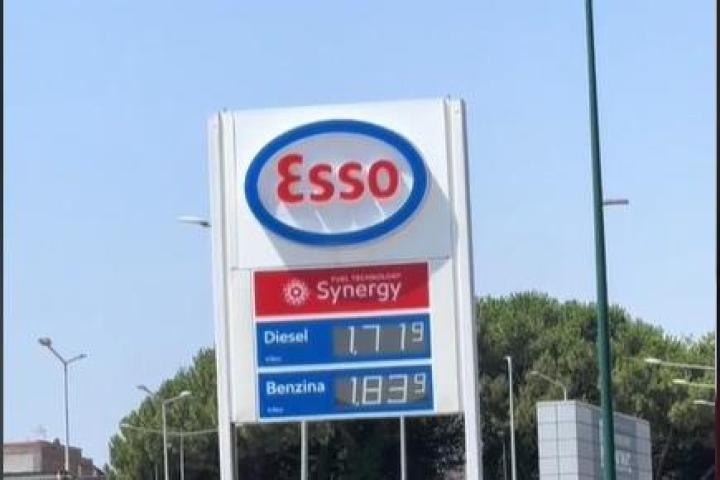 Esso
FUEL TECHNOLOGY
Synergy
Diesel 1,719
Benzina 1,839